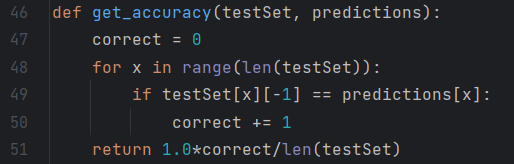 46 def get_accuracy(testSet, predictions):
47     correct = 0
48     for x in range(len(testSet)):
49         if testSet[x][-1] == predictions[x]:
50             correct += 1
51     return 1.0*correct/len(testSet)